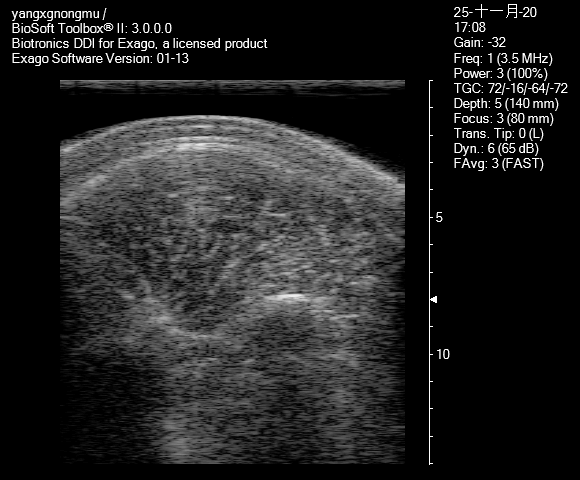 yangxgnongmu /
BioSoft Toolbox® II: 3.0.0.0
Biotronics DDI for Exago, a licensed product
Exago Software Version: 01-13
25-十一月-20
17:08
Gain: -32
Freq: 1 (3.5 MHz)
Power: 3 (100%)
TGC: 72/-16/-64/-72
Depth: 5 (140 mm)
Focus: 3 (80 mm)
Trans. Tip: 0 (L)
Dyn.: 6 (65 dB)
FAvg: 3 (FAST)
5
10